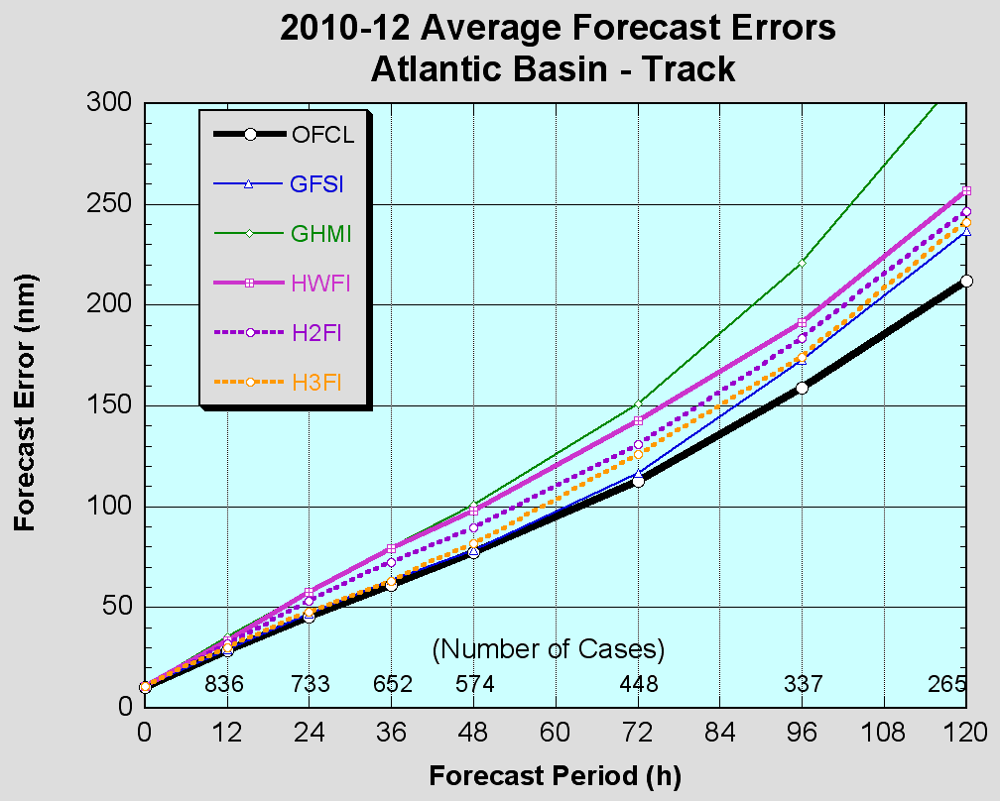 2010-12 Average Forecast Errors
Atlantic Basin - Track
300
250
200
150
100
50
0
Forecast Error (nm)
OFCL
GFSI
GHMI
HWFI
H2FI
H3FI
(Number of Cases)
836 733 652 574 448 337 265
0 12 24 36 48 60 72 84 96 108 120
Forecast Period (h)